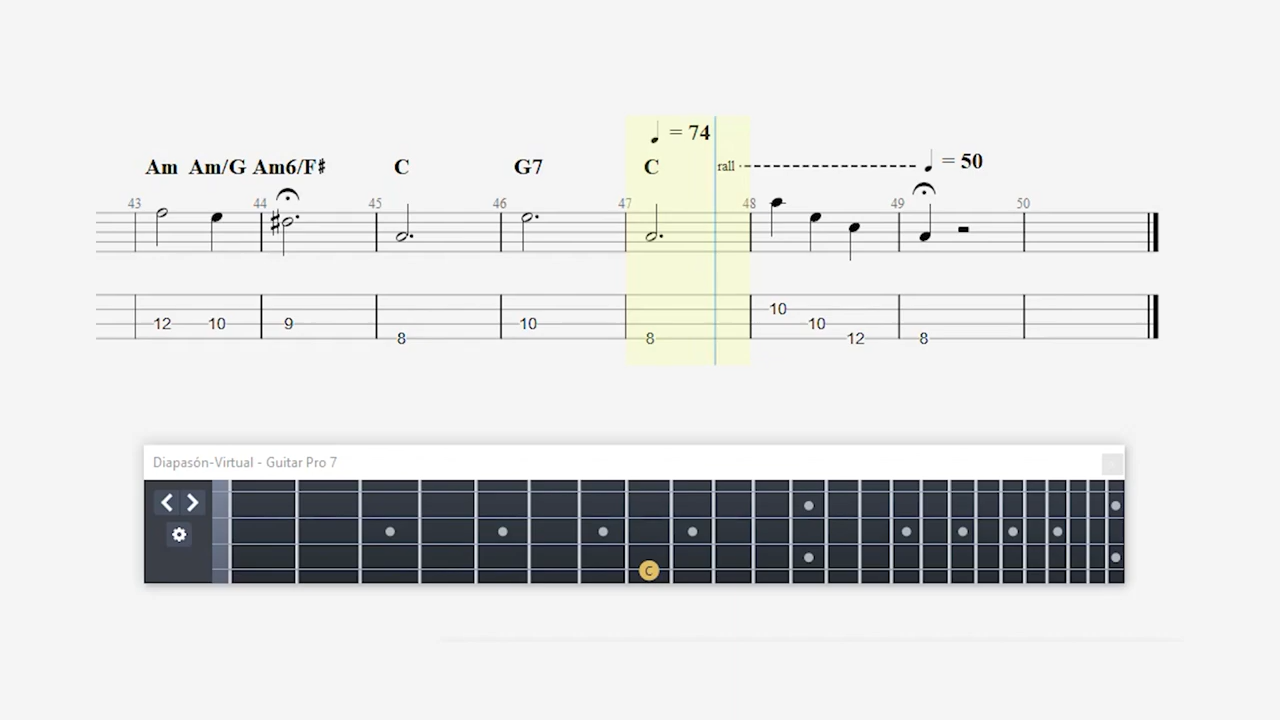 ♩ = 74
Am Am/G Am6/F♯ C G7 C rall ♩ = 50
43 44 45 46 47 48 49 50
10
12 10 9 10 10
8 8 12 8
Diapasón-Virtual - Guitar Pro 7
C